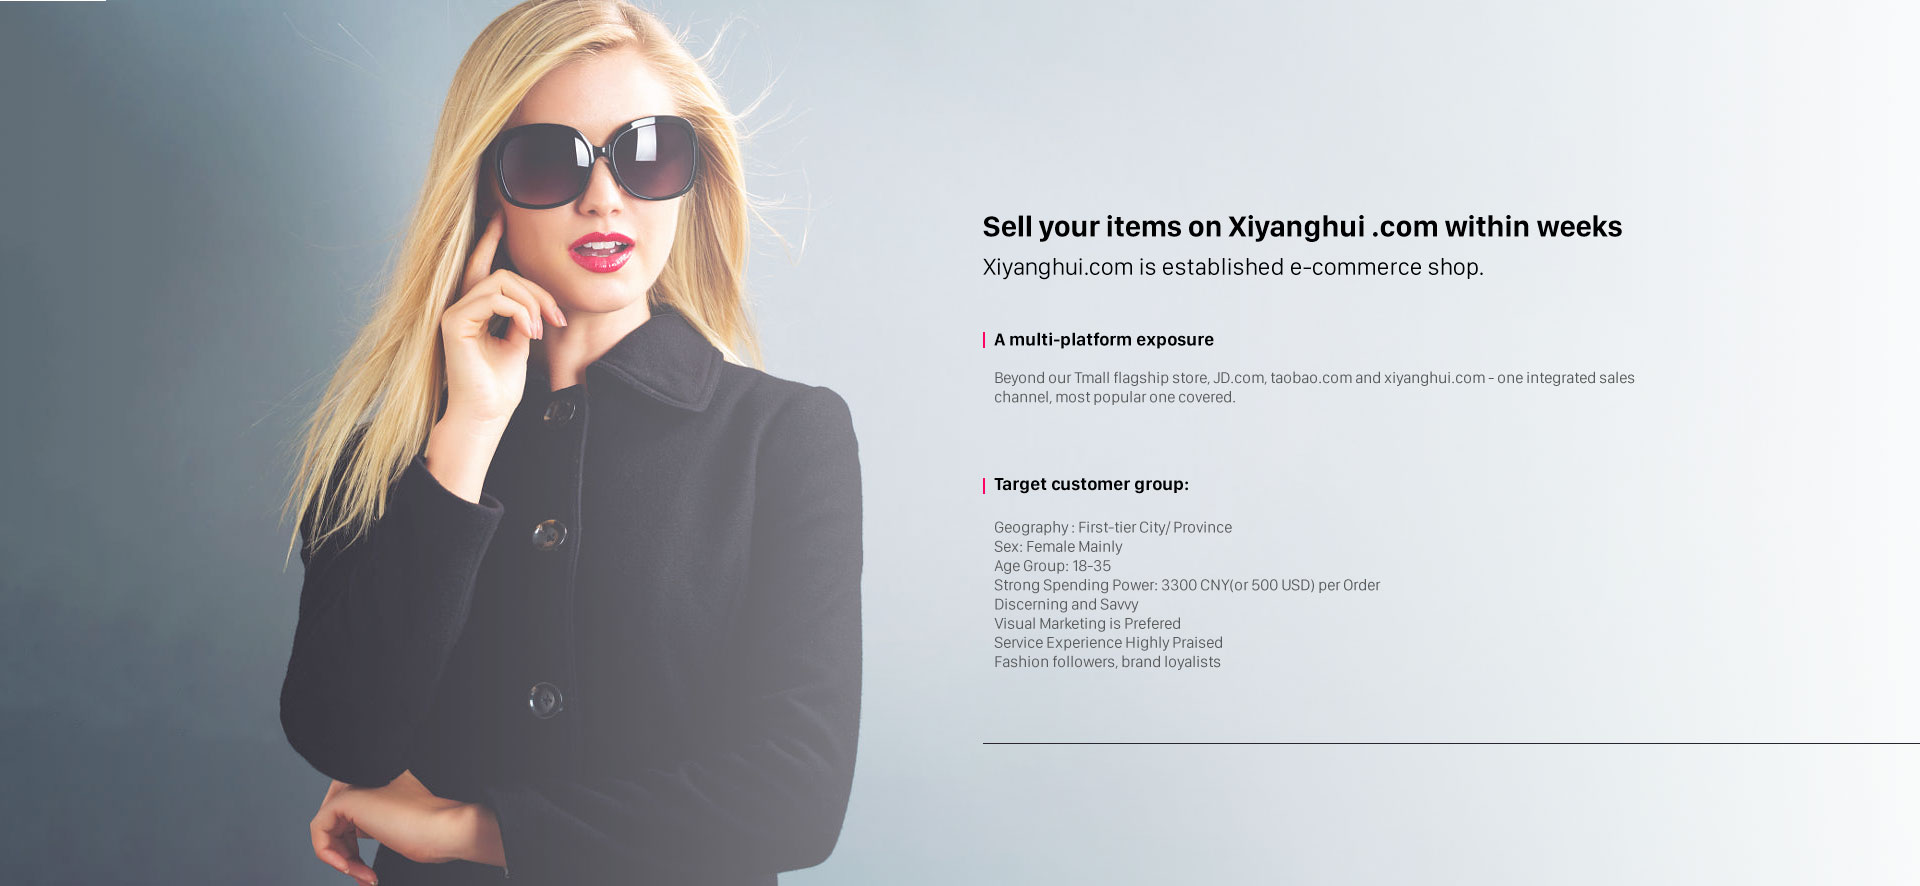 Sell your items on Xiyanghui .com within weeks
Xiyanghui.com is established e-commerce shop.
A multi-platform exposure
Beyond our Tmall flagship store, JD.com, taobao.com and xiyanghui.com - one integrated sales
channel, most popular one covered.
Target customer group:
Geography : First-tier City/ Province
Sex: Female Mainly
Age Group: 18-35
Strong Spending Power: 3300 CNY(or 500 USD) per Order
Discerning and Savvy
Visual Marketing is Prefered
Service Experience Highly Praised
Fashion followers, brand loyalists